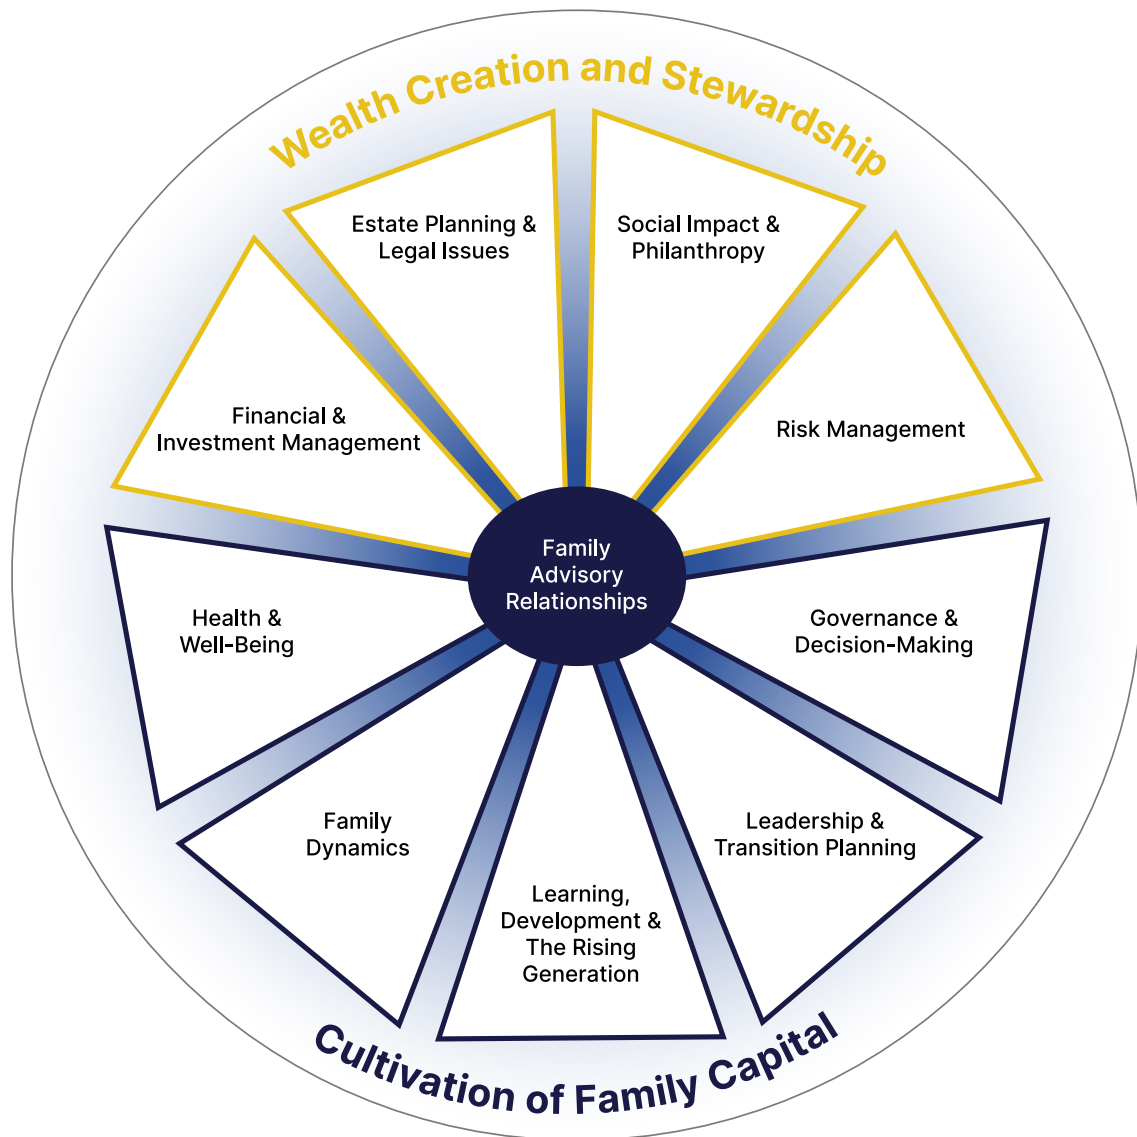 Wealth Creation and Stewardship
Estate Planning &
Legal Issues
Social Impact &
Philanthropy
Financial &
Investment Management
Risk Management
Family
Advisory
Relationships
Health &
Well-Being
Governance &
Decision-Making
Family
Dynamics
Leadership &
Transition Planning
Learning,
Development &
The Rising
Generation
Cultivation of Family Capital